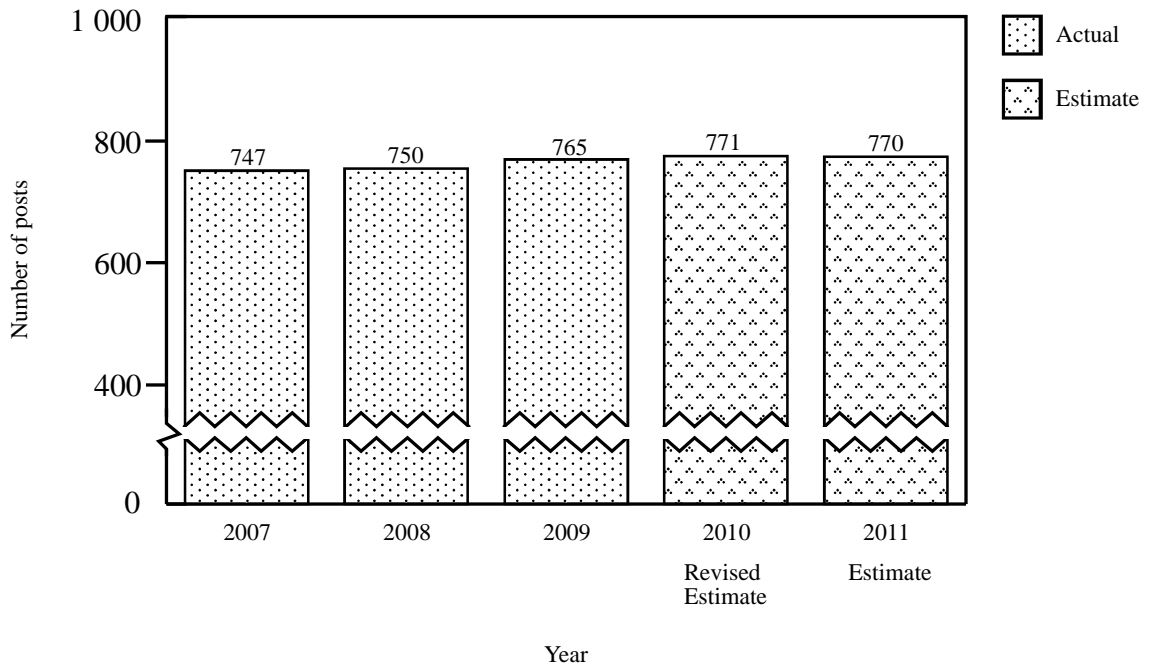 1 000
800
600
400
0
Number of posts
747
750
765
771
770
2007
2008
2009
2010
2011
Revised
Estimate
Estimate
Year
Actual
Estimate